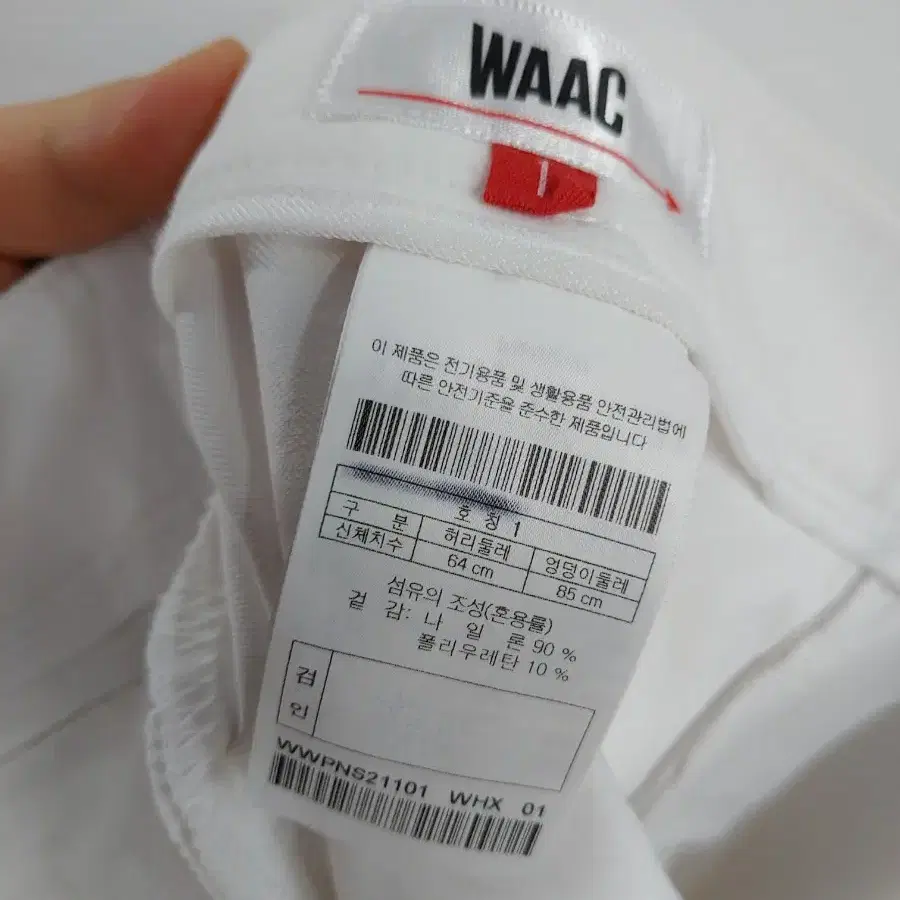 WAAC
1
이 제품은 전기용품 및 생활용품 안전관리법에
따른 안전기준을 준수한 제품입니다
호칭 1
구 분 허리둘레 엉덩이둘레
신체치수 64 cm 85 cm
섬유의 조성(혼용률)
겉 감: 나 일 론 90 %
폴리우레탄 10 %
검
인
WWPNS21101 WHX 01